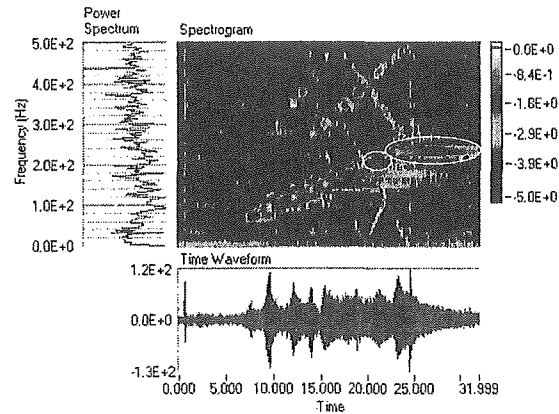 Power
Spectrum
Spectrogram
5.0E+2
4.0E+2
3.0E+2
2.0E+2
1.0E+2
0.0E+0
Frequency (Hz)
-0.0E+0
-8.4E-1
-1.6E+0
-2.9E+0
-3.9E+0
-5.0E+0
Time Waveform
1.2E+2
0.0E+0
-1.3E+2
0.000 5.000 10.000 15.000 20.000 25.000 31.999
Time